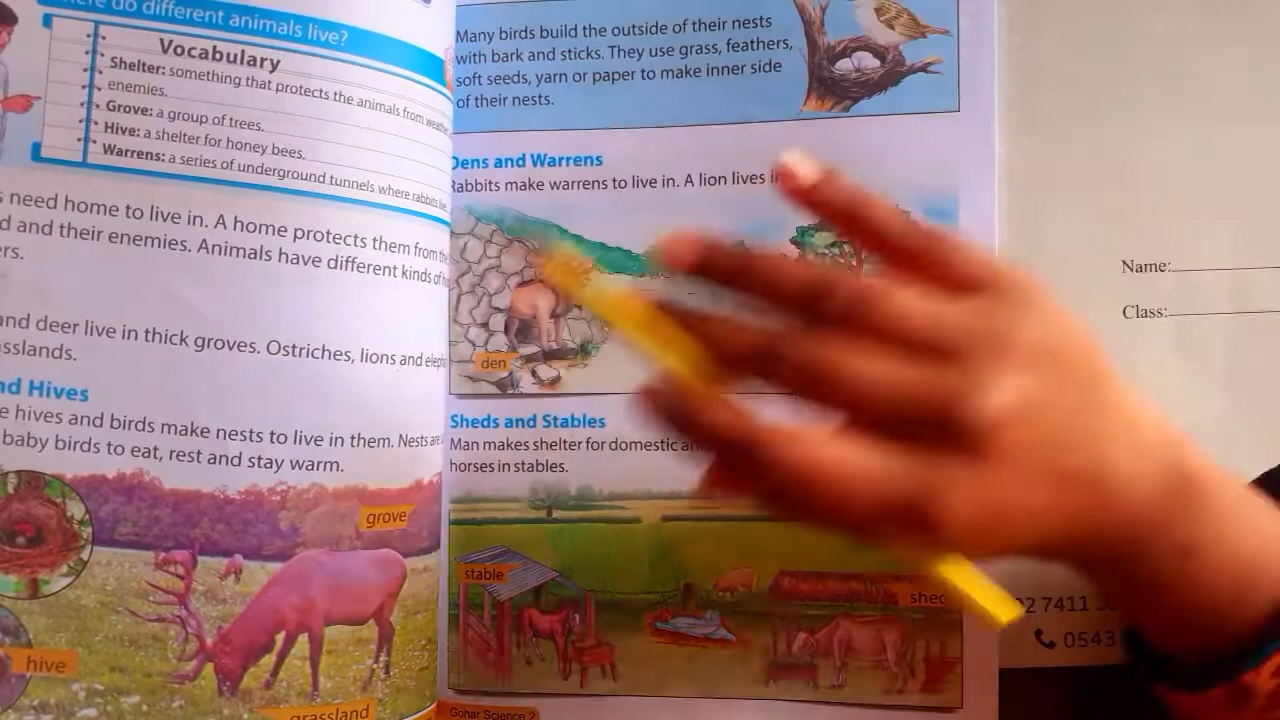 do different animals live?
Vocabulary
Shelter: something that protects the animals from
enemies.
Grove: a group of trees.
Hive: a shelter for honey bees.
Warrens: a series of underground tunnels where rabbits
need home to live in. A home protects them from
and their enemies. Animals have different kinds of
and deer live in thick groves. Ostriches, lions and
Hives
hives and birds make nests to live in them. Nests
baby birds to eat, rest and stay warm.
grove
hive
grassland
Many birds build the outside of their nests
with bark and sticks. They use grass, feathers,
soft seeds, yarn or paper to make inner side
of their nests.
Dens and Warrens
Rabbits make warrens to live in. A lion lives
den
Sheds and Stables
Man makes shelter for domestic
horses in stables.
stable
shed
Gohar Science 2
Name:
Class:
7411
0543